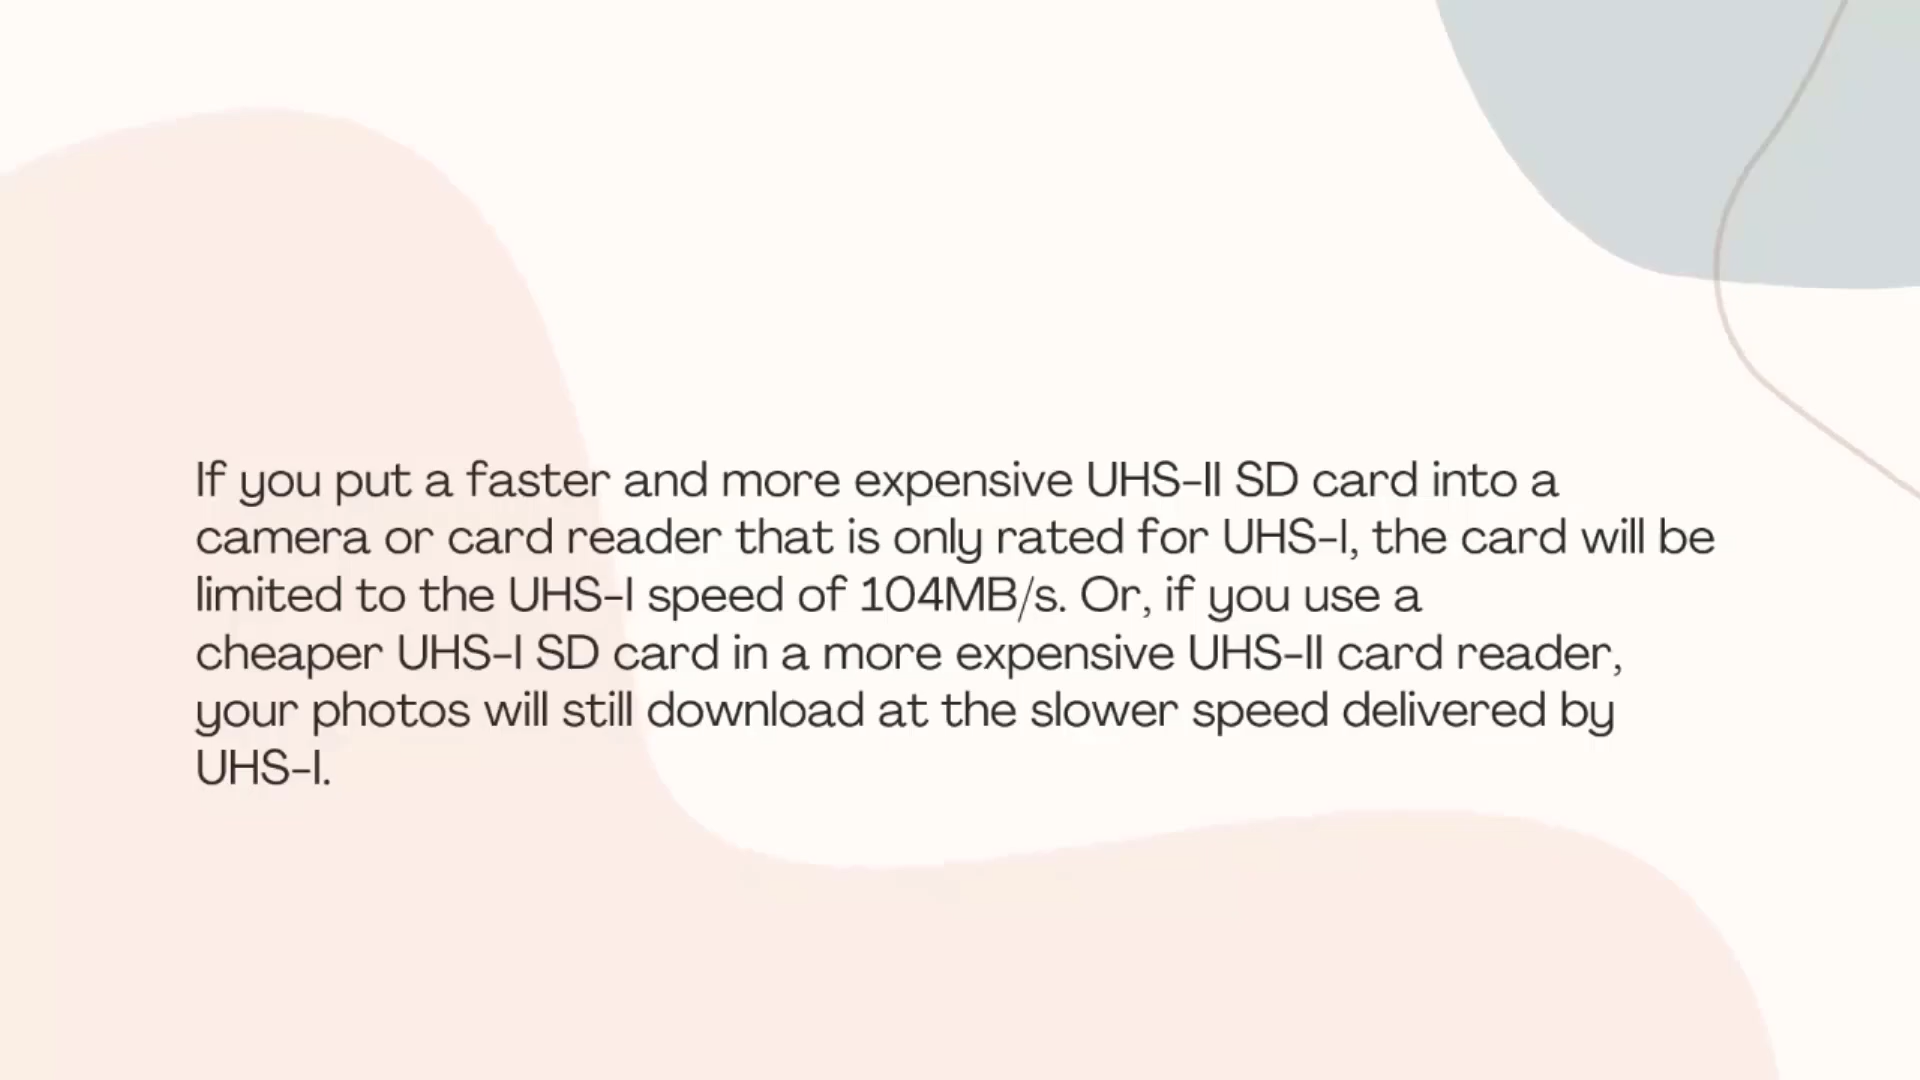 If you put a faster and more expensive UHS-II SD card into a
camera or card reader that is only rated for UHS-I, the card will be
limited to the UHS-I speed of 104MB/s. Or, if you use a
cheaper UHS-I SD card in a more expensive UHS-II card reader,
your photos will still download at the slower speed delivered by
UHS-I.